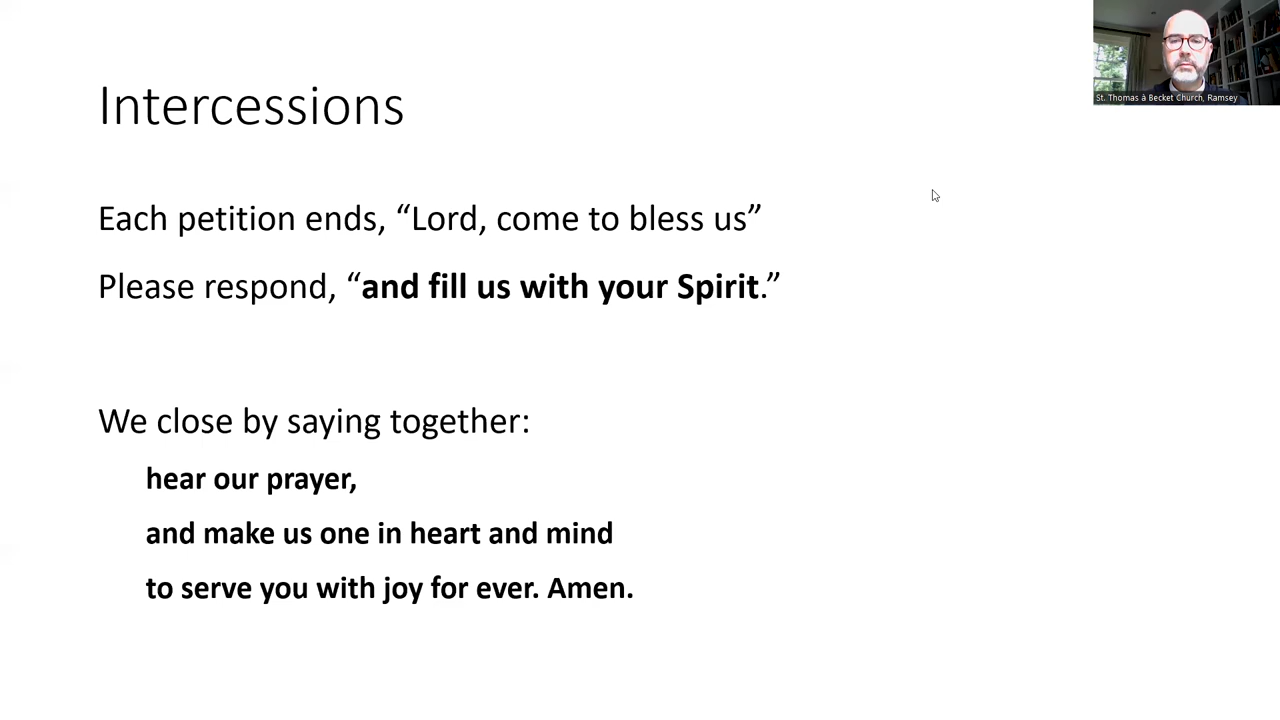 St. Thomas à Becket Church, Ramsey
Intercessions
Each petition ends, “Lord, come to bless us”
Please respond, “and fill us with your Spirit.”
We close by saying together:
hear our prayer,
and make us one in heart and mind
to serve you with joy for ever. Amen.